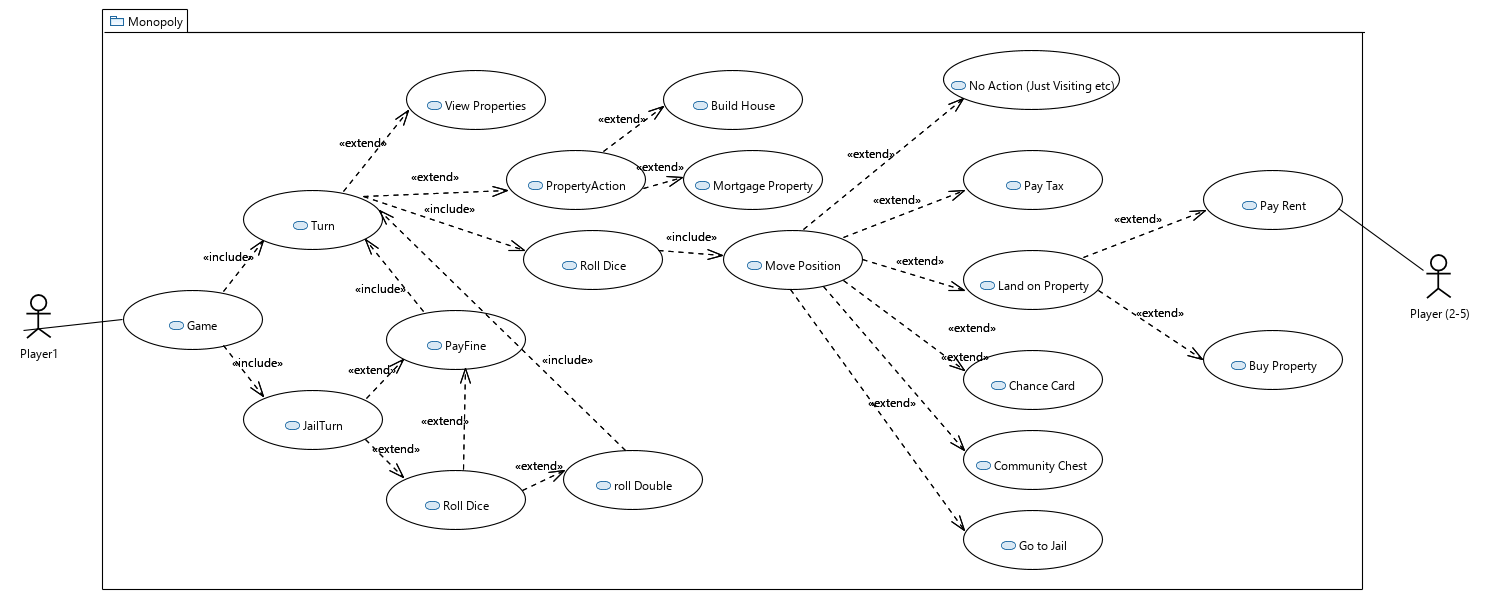 Monopoly
No Action (Just Visiting etc)
View Properties
Build House
«extend»
«extend»
«extend»
«extend»
«extend»
PropertyAction
Mortgage Property
Pay Tax
«extend»
«include»
Pay Rent
«extend»
Turn
«include»
«include»
«extend»
Roll Dice
Move Position
Land on Property
«include»
Player (2-5)
«extend»
Game
«extend»
PayFine
Player1
«include»
«extend»
«include»
«extend»
Buy Property
Chance Card
«extend»
«extend»
JailTurn
«extend»
«extend»
Community Chest
Roll Dice
roll Double
Go to Jail